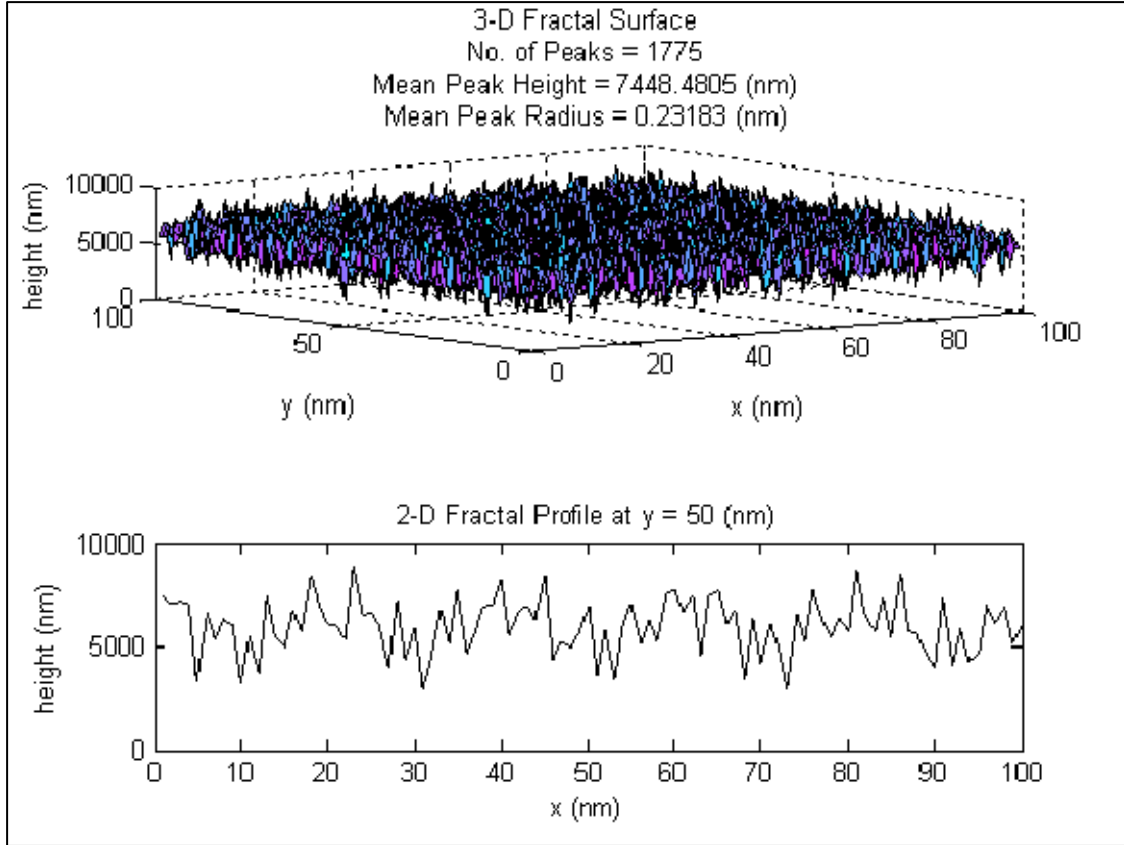 3-D Fractal Surface
No. of Peaks = 1775
Mean Peak Height = 7448.4805 (nm)
Mean Peak Radius = 0.23183 (nm)
10000
5000
0
height (nm)
100
50
0
y (nm)
0
20
40
60
80
100
x (nm)
2-D Fractal Profile at y = 50 (nm)
10000
5000
0
height (nm)
0 10 20 30 40 50 60 70 80 90 100
x (nm)